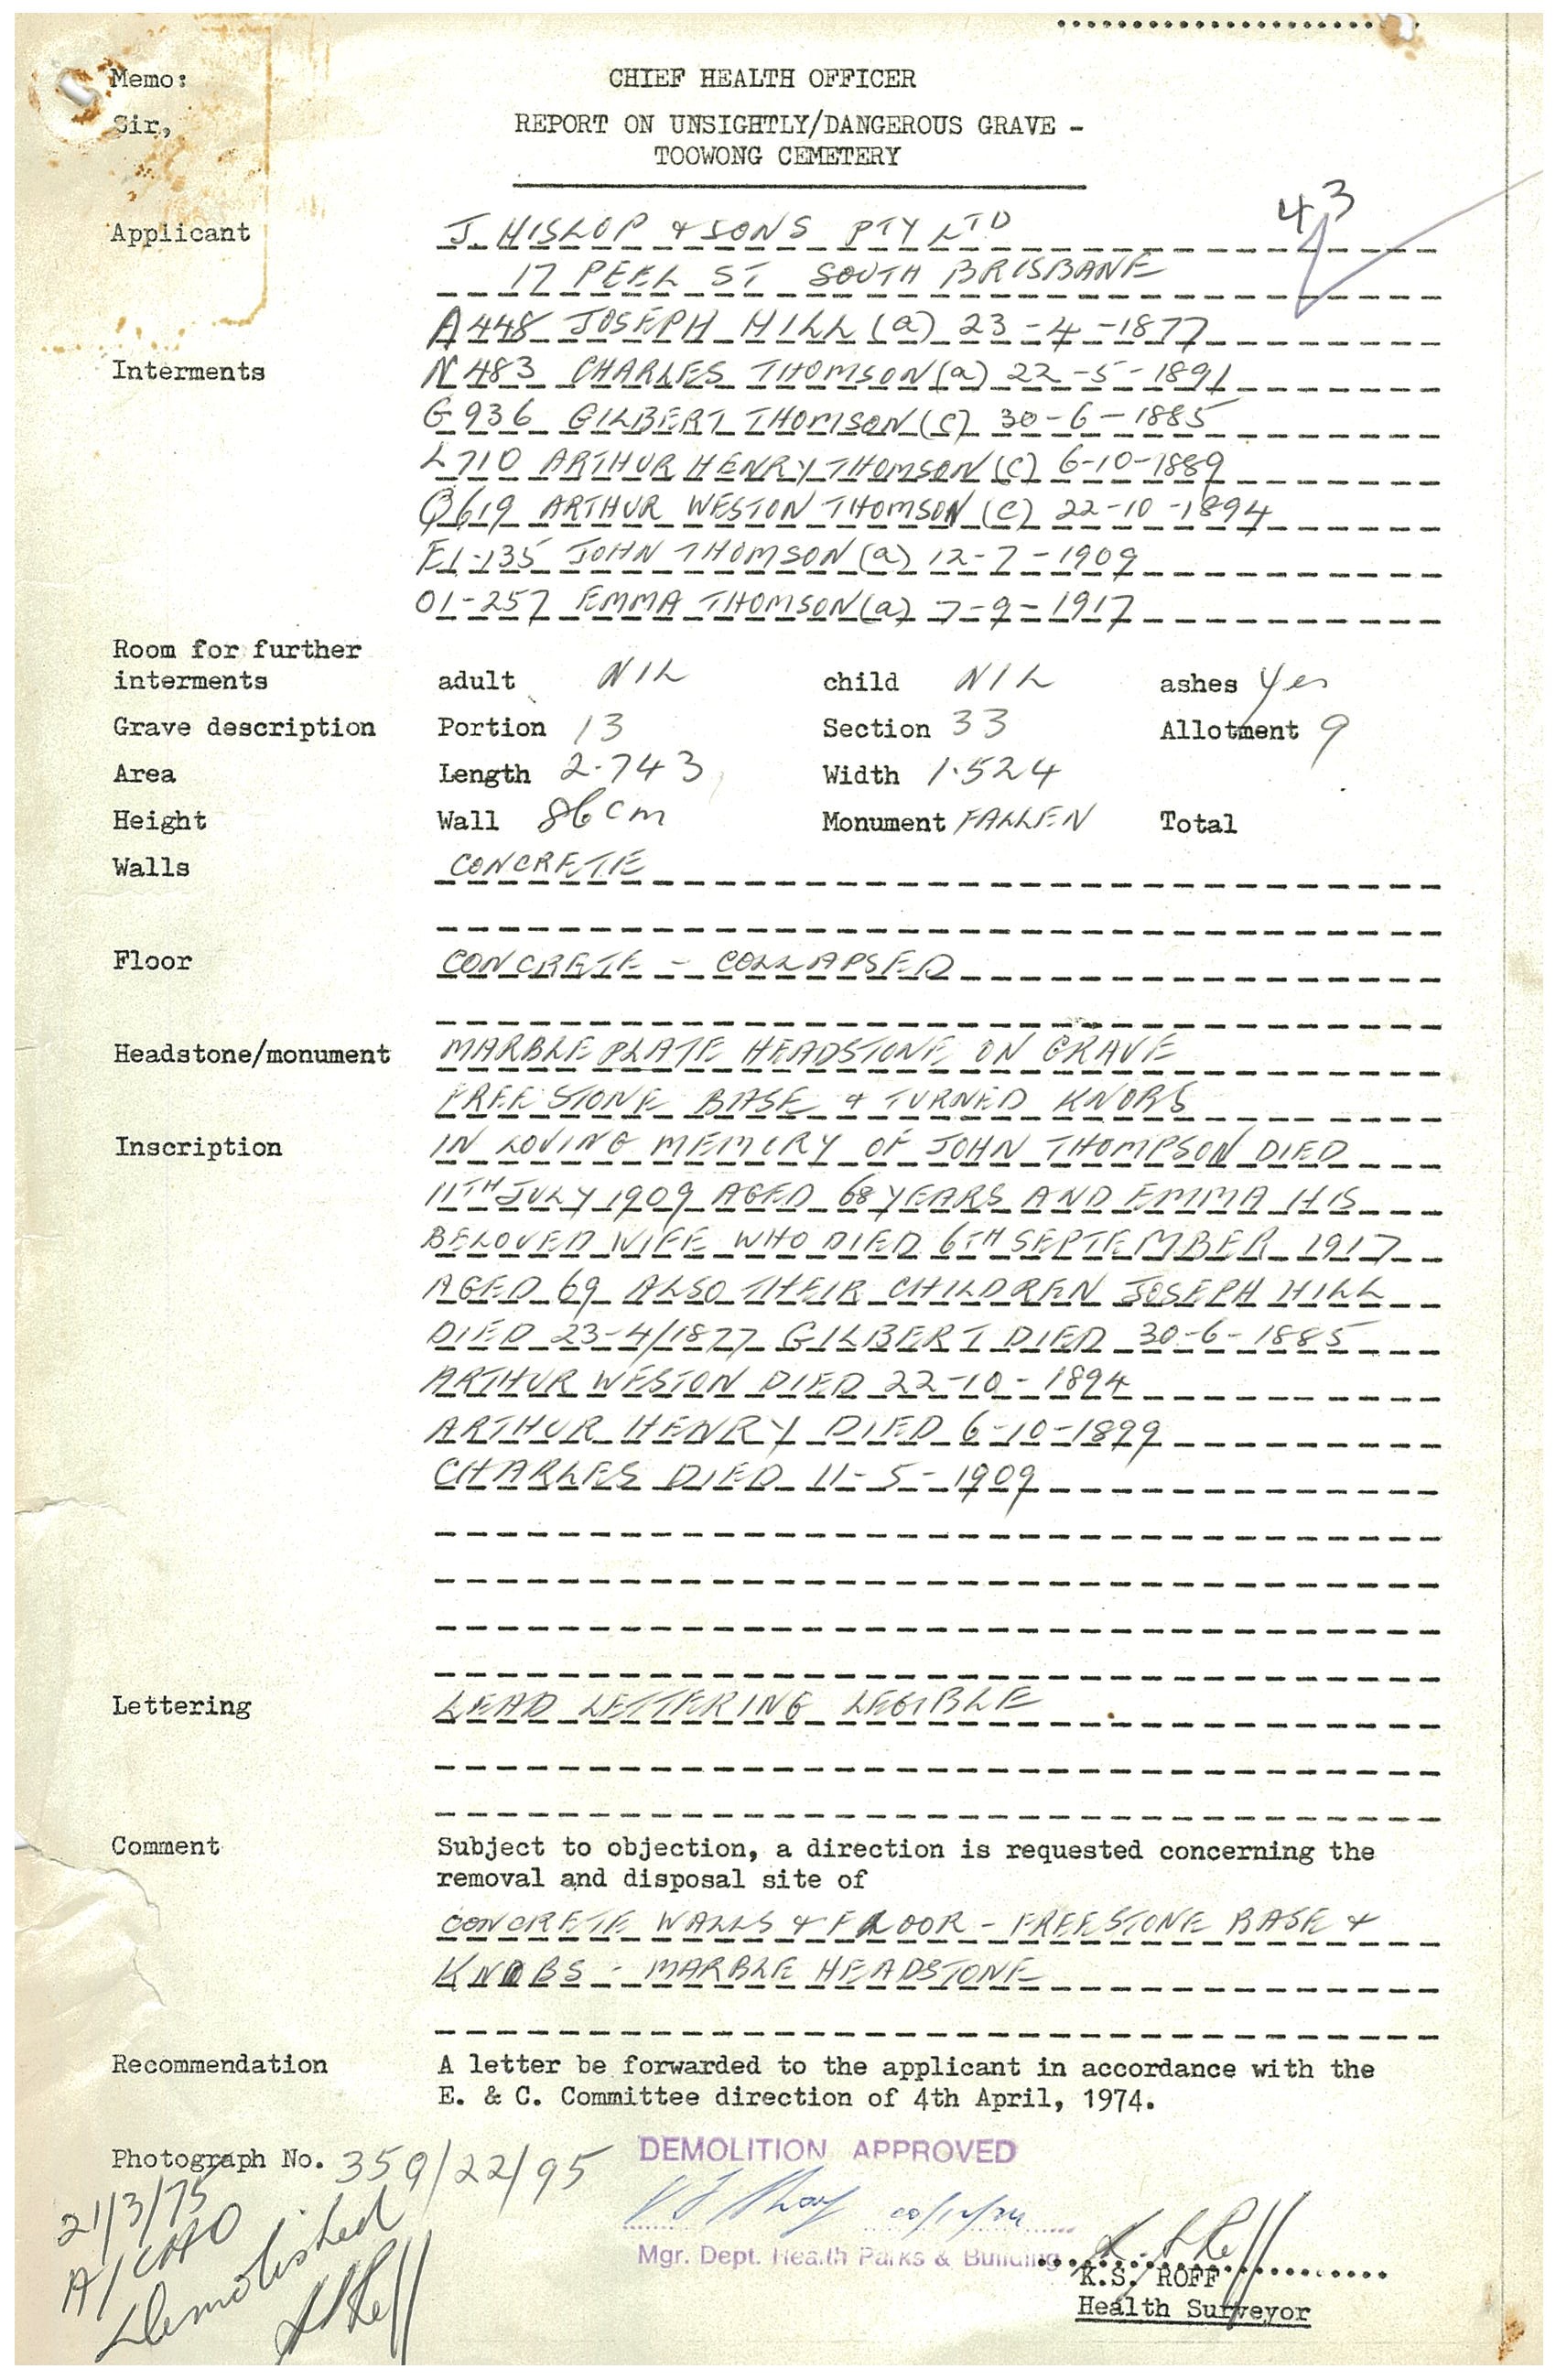 Memo:
CHIEF HEALTH OFFICER
Sir,
REPORT ON UNSIGHTLY/DANGEROUS GRAVE -
TOOWONG CEMETERY
43
Applicant J. HISLOP & SONS PTY LTD
17 PEEL ST SOUTH BRISBANE
A448 JOSEPH HILL (a) 23-4-1877
Interments N483 CHARLES THOMSON (a) 22-5-1891
G936 GILBERT THOMSON (C) 30-6-1885
L710 ARTHUR HENRY THOMSON (C) 6-10-1889
Q619 ARTHUR WESTON THOMSON (C) 22-10-1894
F1-135 JOHN THOMSON (a) 12-7-1909
01-257 EMMA THOMSON (a) 7-9-1917
Room for further
interments adult NIL child NIL ashes Yes
Grave description Portion 13 Section 33 Allotment 9
Area Length 2.743 Width 1.524
Height Wall 86cm Monument FALLEN Total
Walls CONCRETE
Floor CONCRETE - COLLAPSED
Headstone/monument MARBLE PLATE HEADSTONE ON GRAVE
FREESTONE BASE & TURNED KNOBS
Inscription IN LOVING MEMORY OF JOHN THOMPSON DIED
11TH JULY 1909 AGED 68 YEARS AND EMMA HIS
BELOVED WIFE WHO DIED 6TH SEPTEMBER 1917
AGED 69 ALSO THEIR CHILDREN JOSEPH HILL
DIED 23-4/1877 GILBERT DIED 30-6-1885
ARTHUR WESTON DIED 22-10-1894
ARTHUR HENRY DIED 6-10-1899
CHARLES DIED 11-5-1909
Lettering LEAD LETTERING LEGIBLE
Comment Subject to objection, a direction is requested concerning the
removal and disposal site of
CONCRETE WALLS & FLOOR - FREESTONE BASE &
KNOBS - MARBLE HEADSTONE
Recommendation A letter be forwarded to the applicant in accordance with the
E. & C. Committee direction of 4th April, 1974.
Photograph No. 359/22/95
DEMOLITION APPROVED
21/3/75
A/CHO
Demolished
Mgr. Dept. Health Parks & Building
K.S. ROFF
Health Surveyor